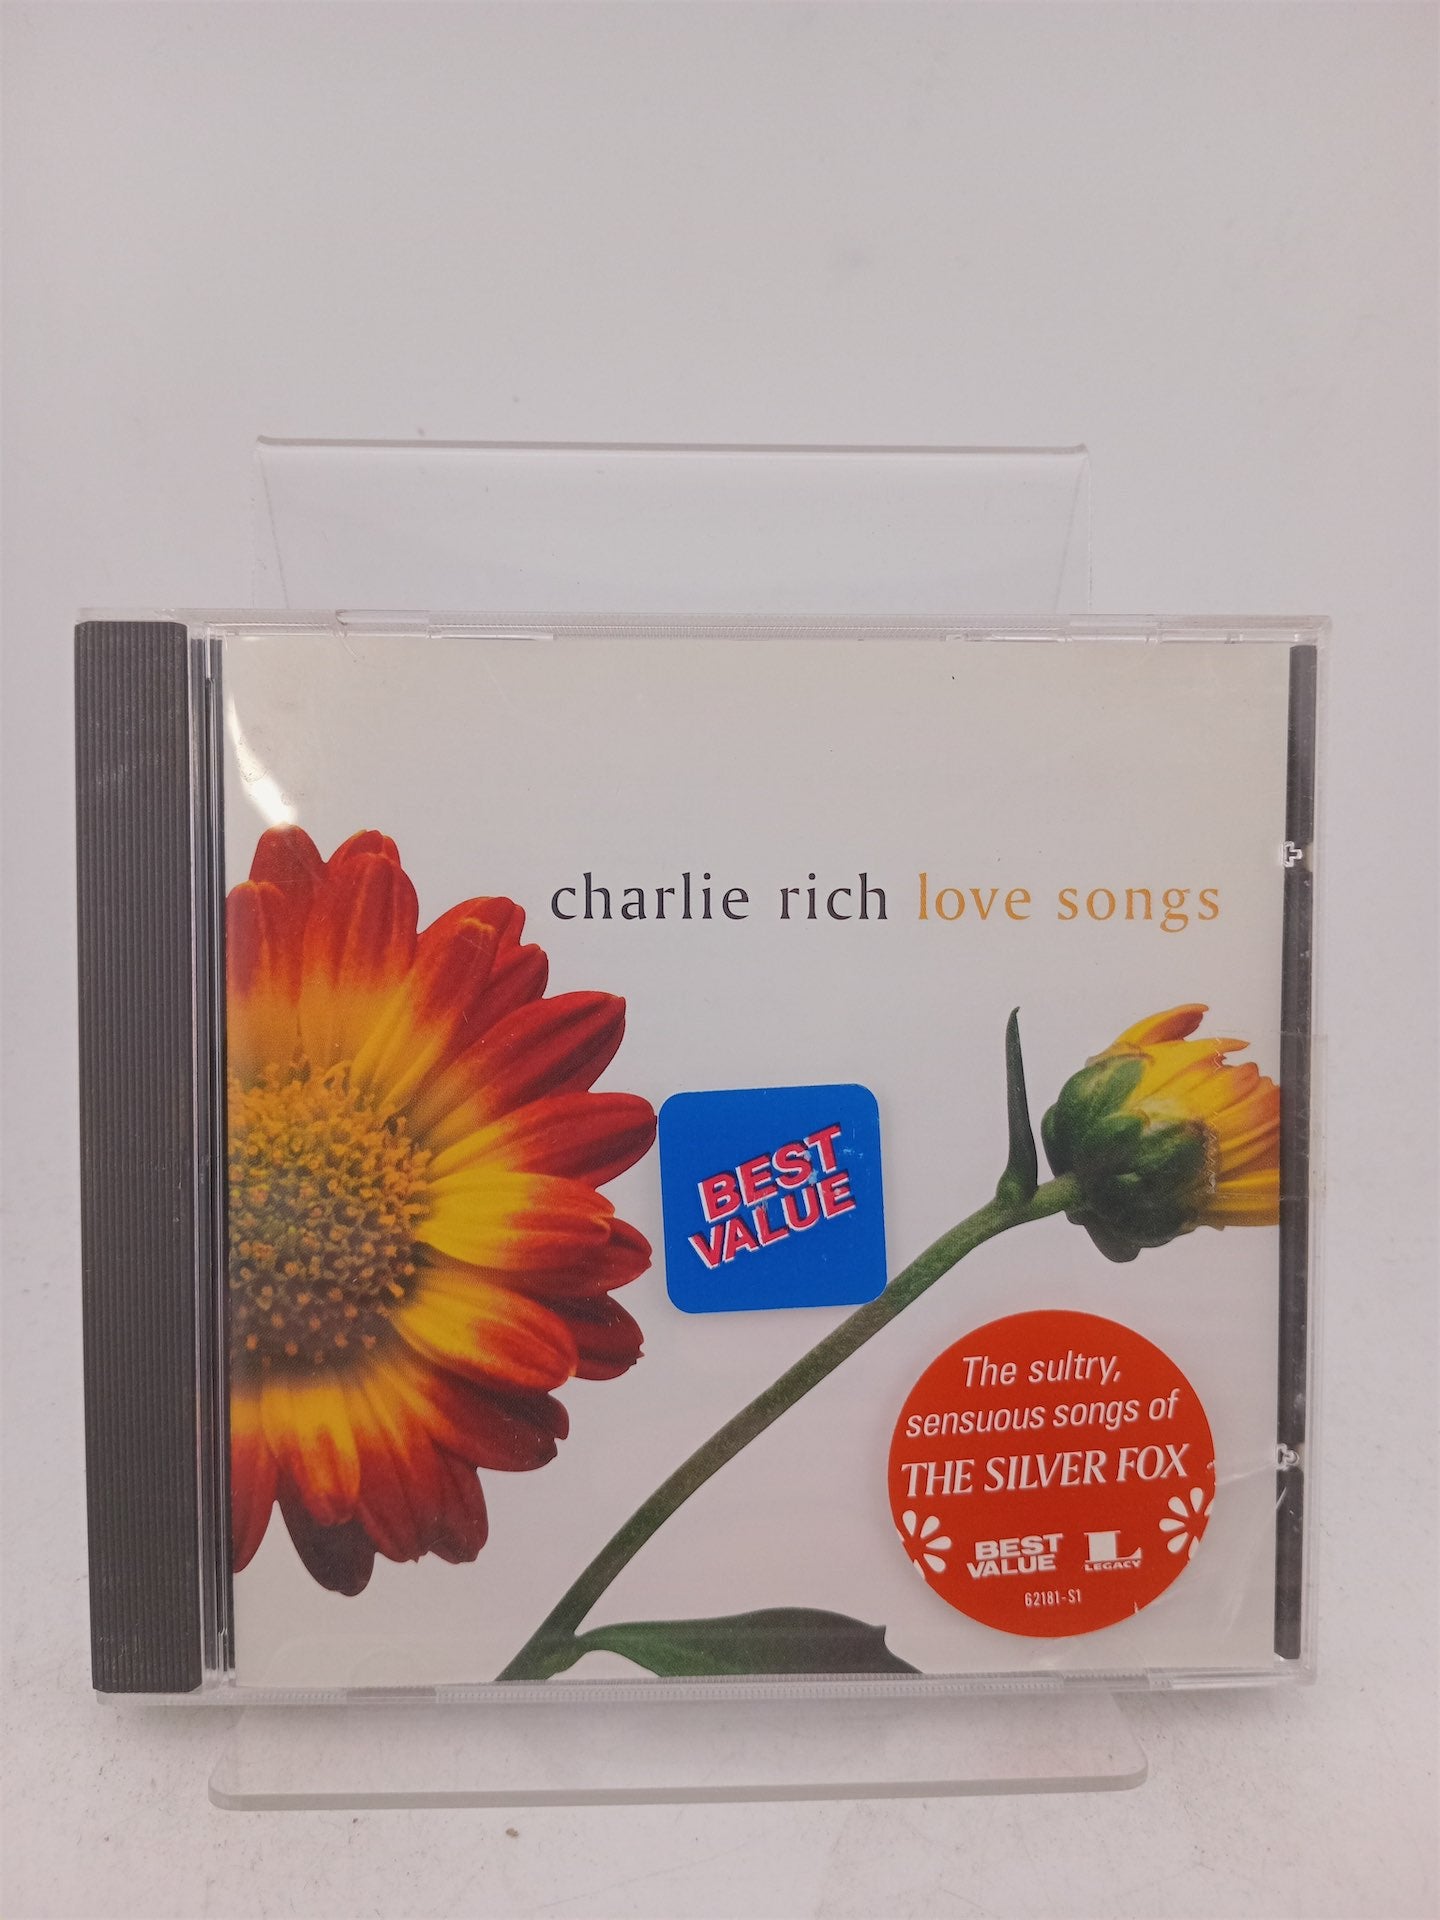 charlie rich love songs
BEST
VALUE
The sultry,
sensuous songs of
THE SILVER FOX
BEST
VALUE
L
LEGACY
62181-S1